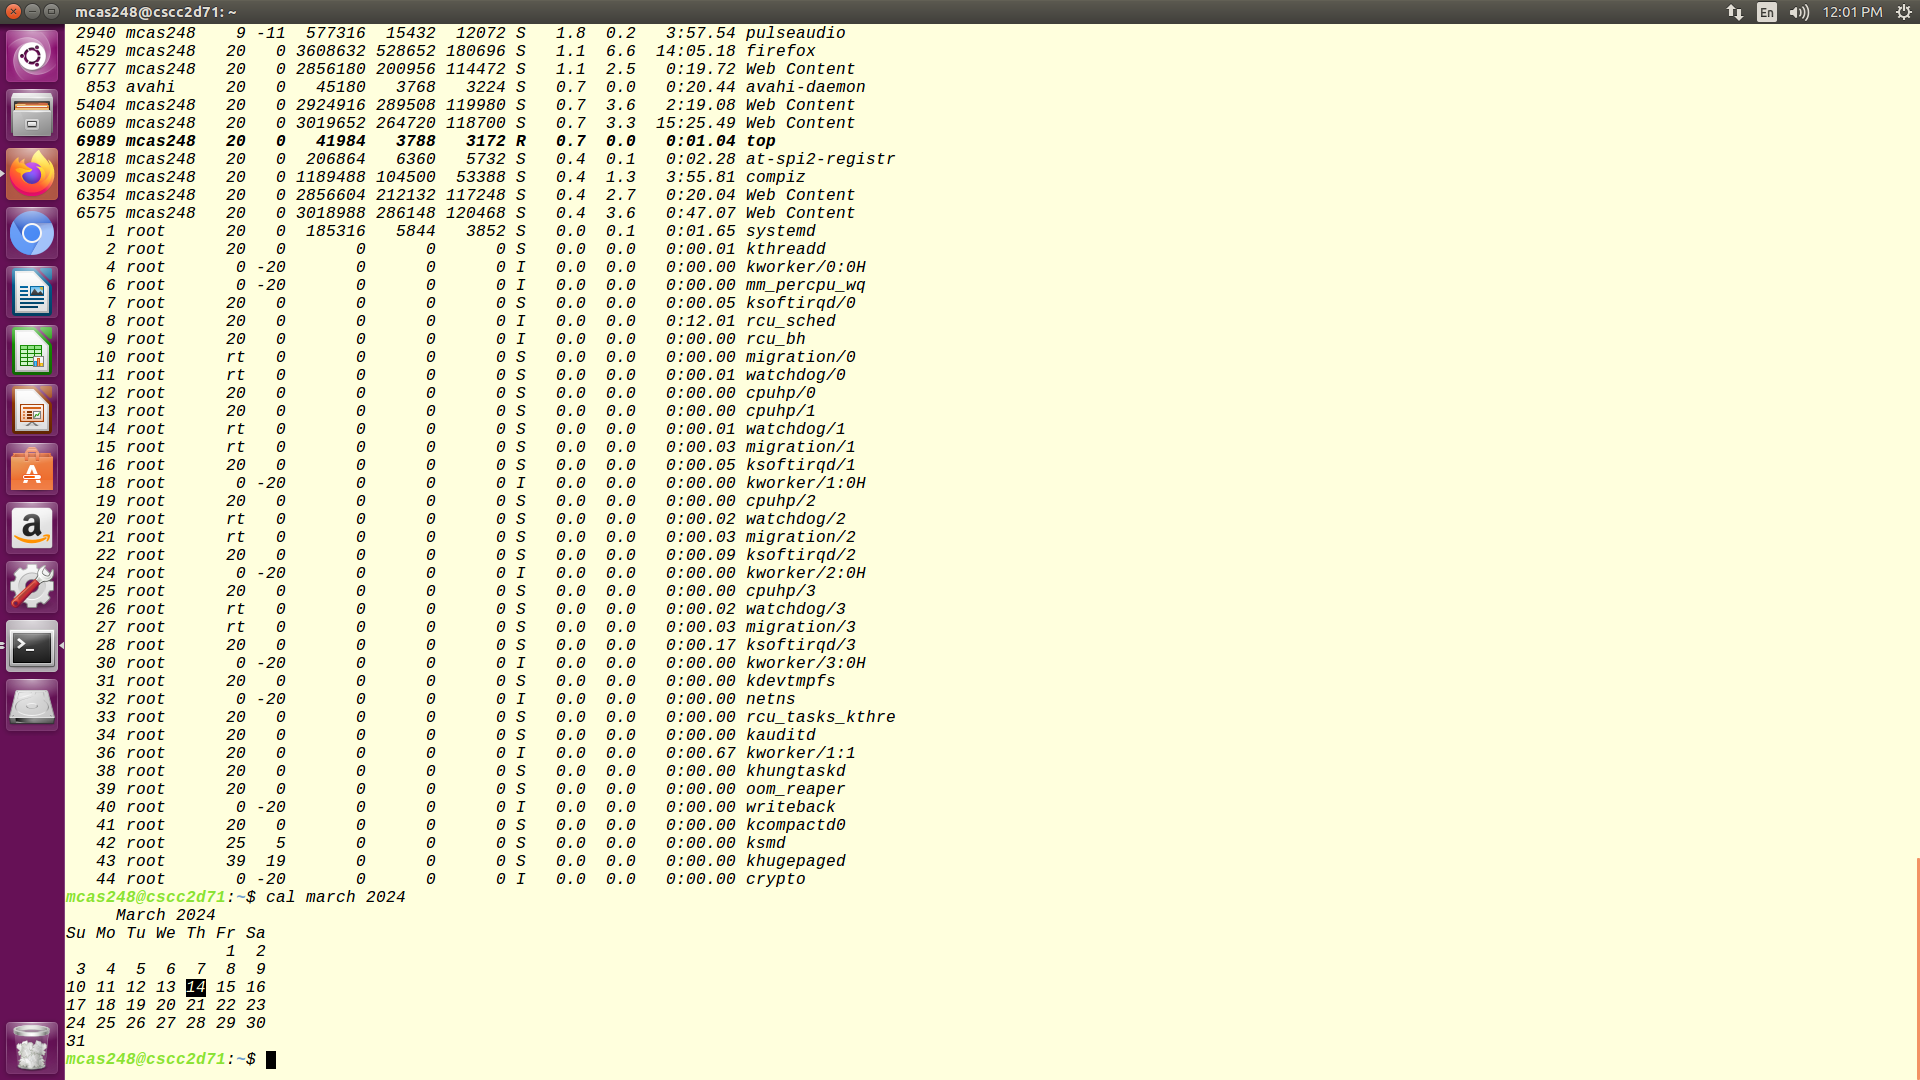 mcas248@cscc2d71: ~
En
12:01 PM
2940 mcas248 9 -11 577316 15432 12072 S 1.8 0.2 3:57.54 pulseaudio
4529 mcas248 20 0 3608632 528652 180696 S 1.1 6.6 14:05.18 firefox
6777 mcas248 20 0 2856180 200956 114472 S 1.1 2.5 0:19.72 Web Content
853 avahi 20 0 45180 3768 3224 S 0.7 0.0 0:20.44 avahi-daemon
5404 mcas248 20 0 2924916 289508 119980 S 0.7 3.6 2:19.08 Web Content
6089 mcas248 20 0 3019652 264720 118700 S 0.7 3.3 15:25.49 Web Content
6989 mcas248 20 0 41984 3788 3172 R 0.7 0.0 0:01.04 top
2818 mcas248 20 0 206864 6360 5732 S 0.4 0.1 0:02.28 at-spi2-registr
3009 mcas248 20 0 1189488 104500 53388 S 0.4 1.3 3:55.81 compiz
6354 mcas248 20 0 2856604 212132 117248 S 0.4 2.7 0:20.04 Web Content
6575 mcas248 20 0 3018988 286148 120468 S 0.4 3.6 0:47.07 Web Content
1 root 20 0 185316 5844 3852 S 0.0 0.1 0:01.65 systemd
2 root 20 0 0 0 0 S 0.0 0.0 0:00.01 kthreadd
4 root 0 -20 0 0 0 I 0.0 0.0 0:00.00 kworker/0:0H
6 root 0 -20 0 0 0 I 0.0 0.0 0:00.00 mm_percpu_wq
7 root 20 0 0 0 0 S 0.0 0.0 0:00.05 ksoftirqd/0
8 root 20 0 0 0 0 I 0.0 0.0 0:12.01 rcu_sched
9 root 20 0 0 0 0 I 0.0 0.0 0:00.00 rcu_bh
10 root rt 0 0 0 0 S 0.0 0.0 0:00.00 migration/0
11 root rt 0 0 0 0 S 0.0 0.0 0:00.01 watchdog/0
12 root 20 0 0 0 0 S 0.0 0.0 0:00.00 cpuhp/0
13 root 20 0 0 0 0 S 0.0 0.0 0:00.00 cpuhp/1
14 root rt 0 0 0 0 S 0.0 0.0 0:00.01 watchdog/1
15 root rt 0 0 0 0 S 0.0 0.0 0:00.03 migration/1
16 root 20 0 0 0 0 S 0.0 0.0 0:00.05 ksoftirqd/1
18 root 0 -20 0 0 0 I 0.0 0.0 0:00.00 kworker/1:0H
19 root 20 0 0 0 0 S 0.0 0.0 0:00.00 cpuhp/2
20 root rt 0 0 0 0 S 0.0 0.0 0:00.02 watchdog/2
21 root rt 0 0 0 0 S 0.0 0.0 0:00.03 migration/2
22 root 20 0 0 0 0 S 0.0 0.0 0:00.09 ksoftirqd/2
24 root 0 -20 0 0 0 I 0.0 0.0 0:00.00 kworker/2:0H
25 root 20 0 0 0 0 S 0.0 0.0 0:00.00 cpuhp/3
26 root rt 0 0 0 0 S 0.0 0.0 0:00.02 watchdog/3
27 root rt 0 0 0 0 S 0.0 0.0 0:00.03 migration/3
28 root 20 0 0 0 0 S 0.0 0.0 0:00.17 ksoftirqd/3
30 root 0 -20 0 0 0 I 0.0 0.0 0:00.00 kworker/3:0H
31 root 20 0 0 0 0 S 0.0 0.0 0:00.00 kdevtmpfs
32 root 0 -20 0 0 0 I 0.0 0.0 0:00.00 netns
33 root 20 0 0 0 0 S 0.0 0.0 0:00.00 rcu_tasks_kthre
34 root 20 0 0 0 0 S 0.0 0.0 0:00.00 kauditd
36 root 20 0 0 0 0 I 0.0 0.0 0:00.67 kworker/1:1
38 root 20 0 0 0 0 S 0.0 0.0 0:00.00 khungtaskd
39 root 20 0 0 0 0 S 0.0 0.0 0:00.00 oom_reaper
40 root 0 -20 0 0 0 I 0.0 0.0 0:00.00 writeback
41 root 20 0 0 0 0 S 0.0 0.0 0:00.00 kcompactd0
42 root 25 5 0 0 0 S 0.0 0.0 0:00.00 ksmd
43 root 39 19 0 0 0 S 0.0 0.0 0:00.00 khugepaged
44 root 0 -20 0 0 0 I 0.0 0.0 0:00.00 crypto
mcas248@cscc2d71:~$ cal march 2024
March 2024
Su Mo Tu We Th Fr Sa
1 2
3 4 5 6 7 8 9
10 11 12 13 14 15 16
17 18 19 20 21 22 23
24 25 26 27 28 29 30
31
mcas248@cscc2d71:~$